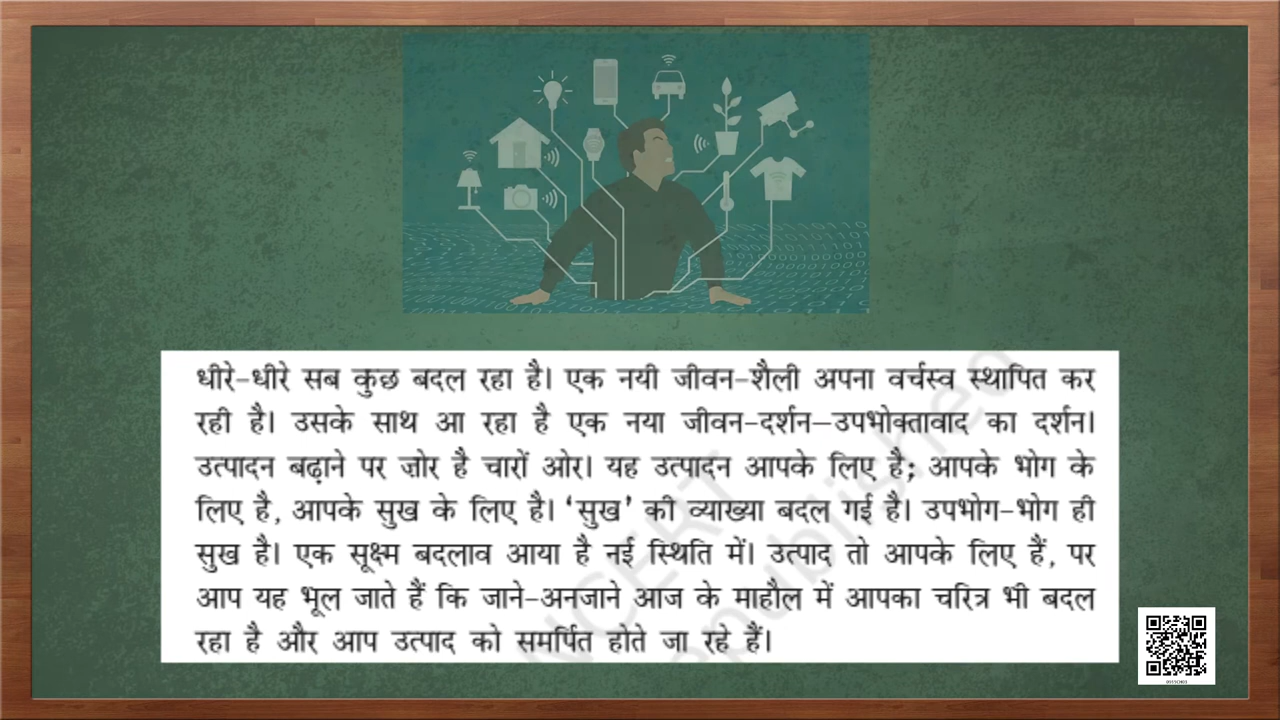 धीरे-धीरे सब कुछ बदल रहा है। एक नयी जीवन-शैली अपना वर्चस्व स्थापित कर
रही है। उसके साथ आ रहा है एक नया जीवन-दर्शन—उपभोक्तावाद का दर्शन।
उत्पादन बढ़ाने पर ज़ोर है चारों ओर। यह उत्पादन आपके लिए है; आपके भोग के
लिए है, आपके सुख के लिए है। ‘सुख’ की व्याख्या बदल गई है। उपभोग-भोग ही
सुख है। एक सूक्ष्म बदलाव आया है नई स्थिति में। उत्पाद तो आपके लिए हैं, पर
आप यह भूल जाते हैं कि जाने-अनजाने आज के माहौल में आपका चरित्र भी बदल
रहा है और आप उत्पाद को समर्पित होते जा रहे हैं।